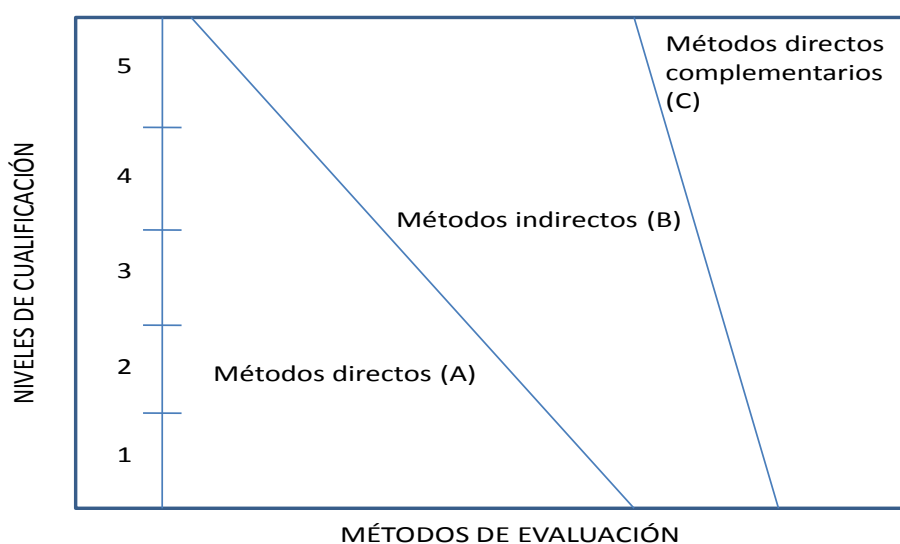 NIVELES DE CUALIFICACIÓN
5
4
3
2
1
Métodos directos
complementarios
(C)
Métodos indirectos (B)
Métodos directos (A)
MÉTODOS DE EVALUACIÓN